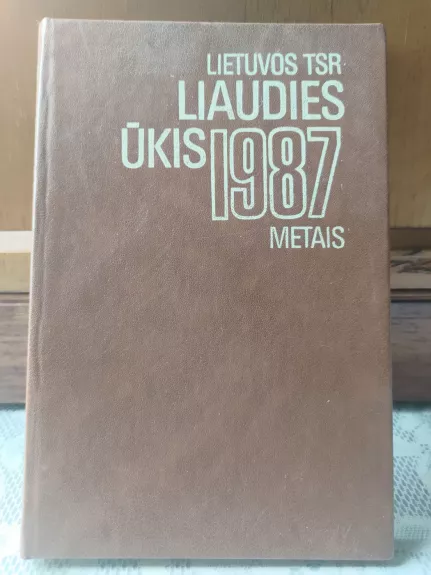 LIETUVOS TSR
LIAUDIES
ŪKIS 1987
METAIS